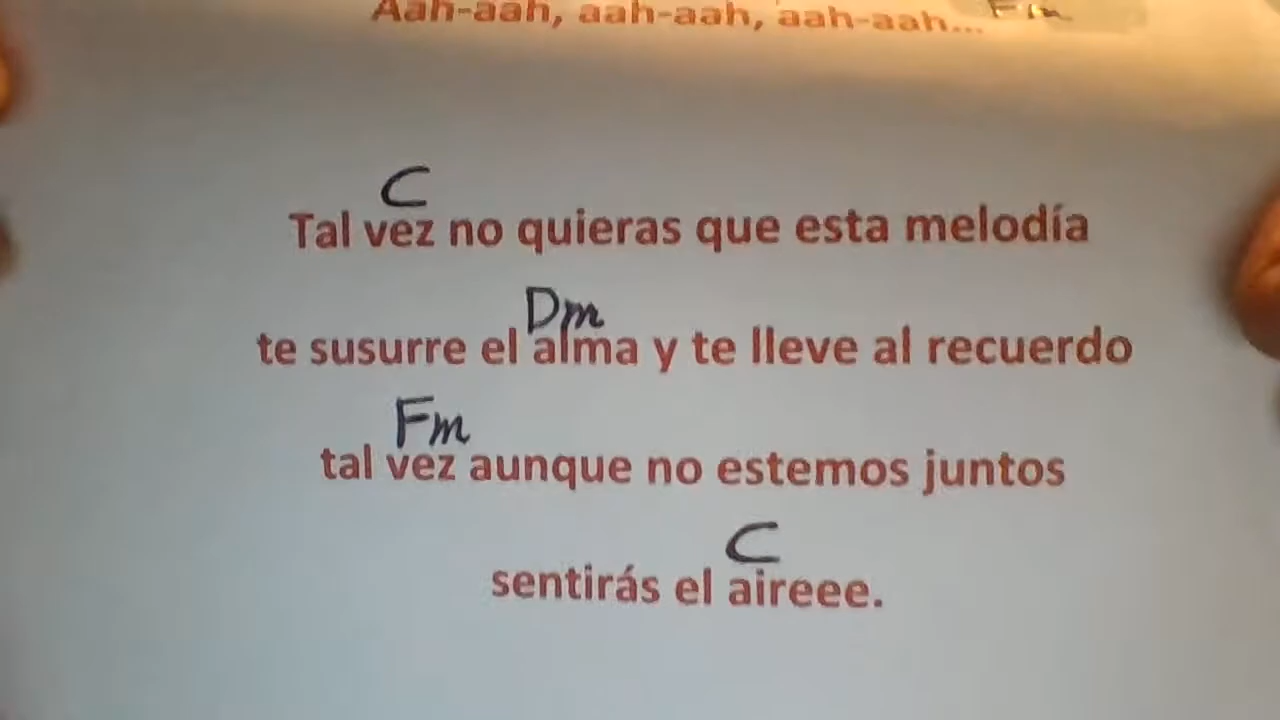 Aah-aah, aah-aah, aah-aah... Fm
C
Tal vez no quieras que esta melodía
Dm
te susurre el alma y te lleve al recuerdo
Fm
tal vez aunque no estemos juntos
C
sentirás el aireee.